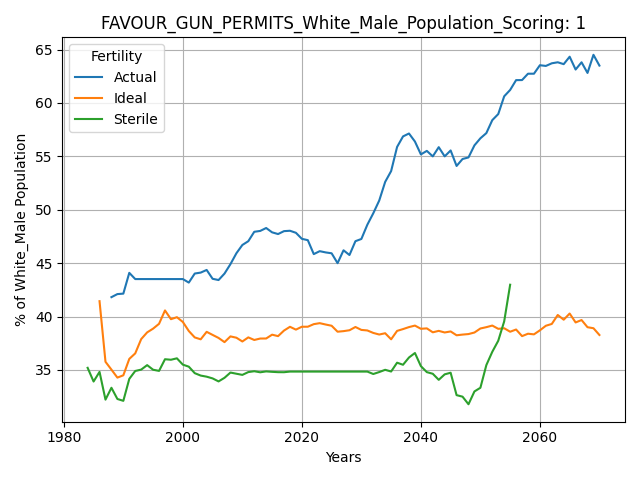 FAVOUR_GUN_PERMITS_White_Male_Population_Scoring: 1
% of White_Male Population
65
60
55
50
45
40
35
Fertility
Actual
Ideal
Sterile
1980
2000
2020
2040
2060
Years